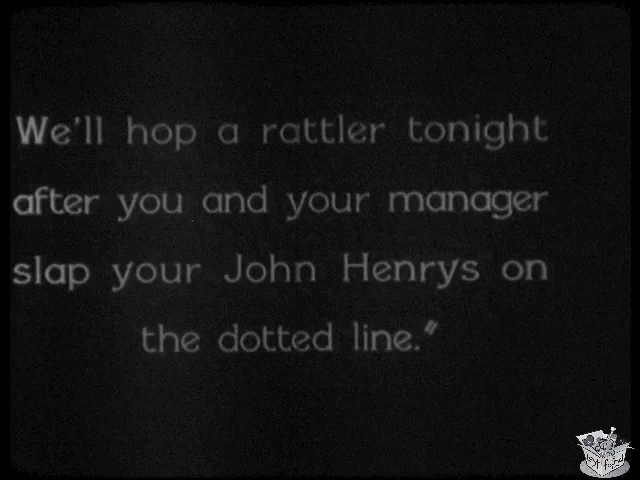 We'll hop a rattler tonight
after you and your manager
slap your John Henrys on
the dotted line."